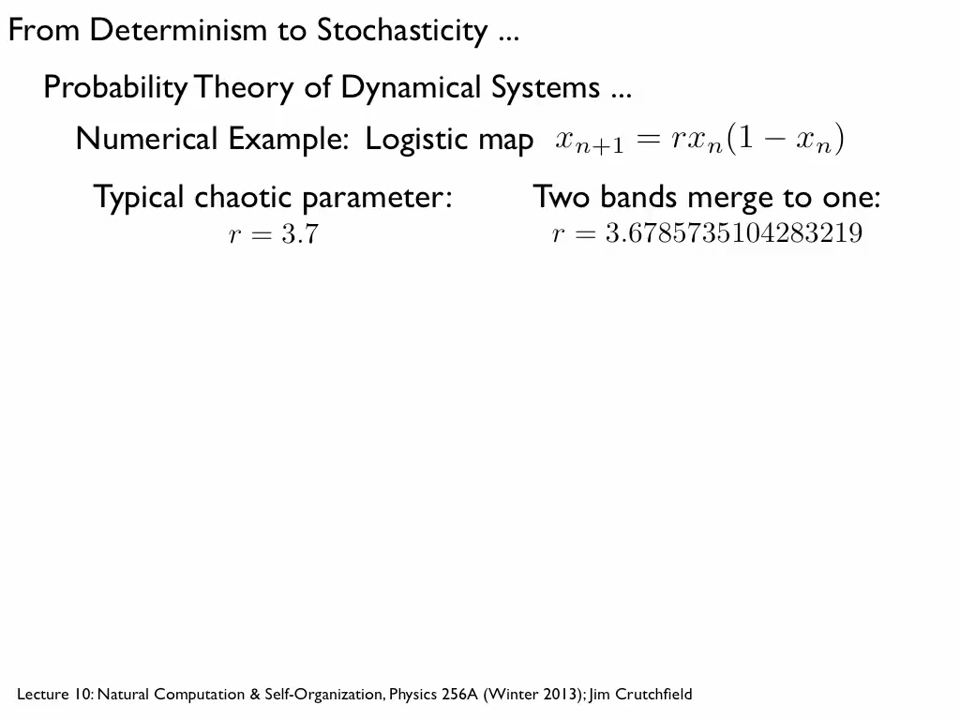 From Determinism to Stochasticity ...
Probability Theory of Dynamical Systems ...
Numerical Example: Logistic map $x_{n+1} = rx_n(1 - x_n)$
Typical chaotic parameter: Two bands merge to one:
$r = 3.7$ $r = 3.6785735104283219$
Lecture 10: Natural Computation & Self-Organization, Physics 256A (Winter 2013); Jim Crutchfield